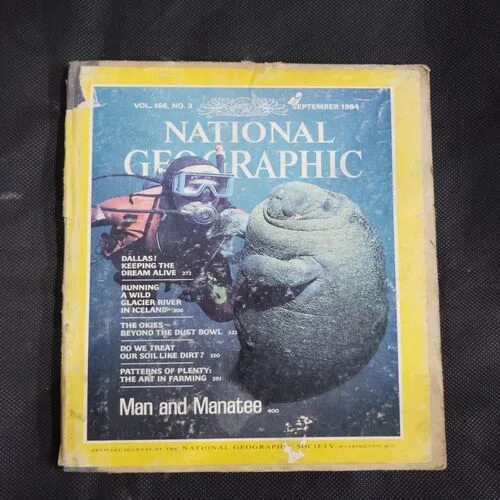 VOL. 166, NO. 3
SEPTEMBER 1984
NATIONAL
GEOGRAPHIC
DALLAS!
KEEPING THE
DREAM ALIVE 272
RUNNING
A WILD
GLACIER RIVER
IN ICELAND 306
THE OKIES—
BEYOND THE DUST BOWL 322
DO WE TREAT
OUR SOIL LIKE DIRT? 350
PATTERNS OF PLENTY:
THE ART IN FARMING 391
Man and Manatee 400
OFFICIAL JOURNAL OF THE NATIONAL GEOGRAPHIC SOCIETY WASHINGTON, D.C.